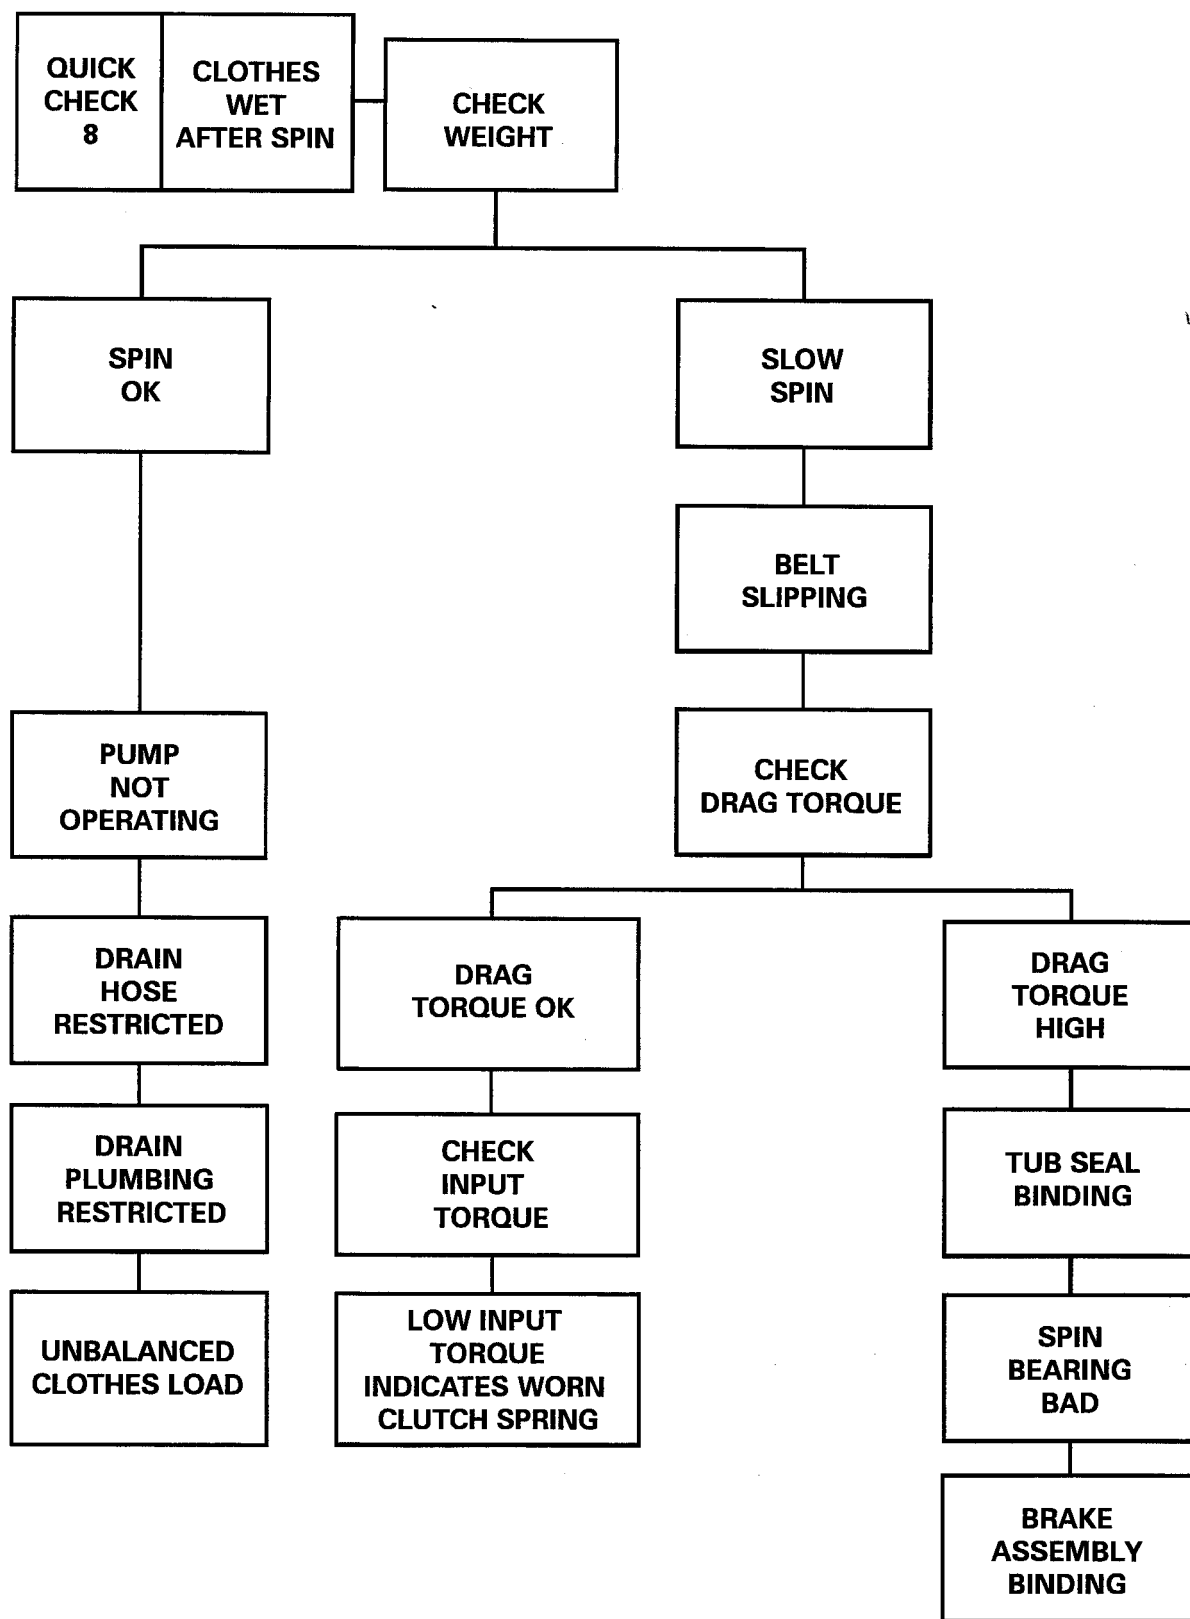 QUICK
CHECK
8
CLOTHES
WET
AFTER SPIN
CHECK
WEIGHT
SPIN
OK
SLOW
SPIN
BELT
SLIPPING
PUMP
NOT
OPERATING
CHECK
DRAG TORQUE
DRAIN
HOSE
RESTRICTED
DRAG
TORQUE OK
DRAG
TORQUE
HIGH
DRAIN
PLUMBING
RESTRICTED
CHECK
INPUT
TORQUE
TUB SEAL
BINDING
UNBALANCED
CLOTHES LOAD
LOW INPUT
TORQUE
INDICATES WORN
CLUTCH SPRING
SPIN
BEARING
BAD
BRAKE
ASSEMBLY
BINDING